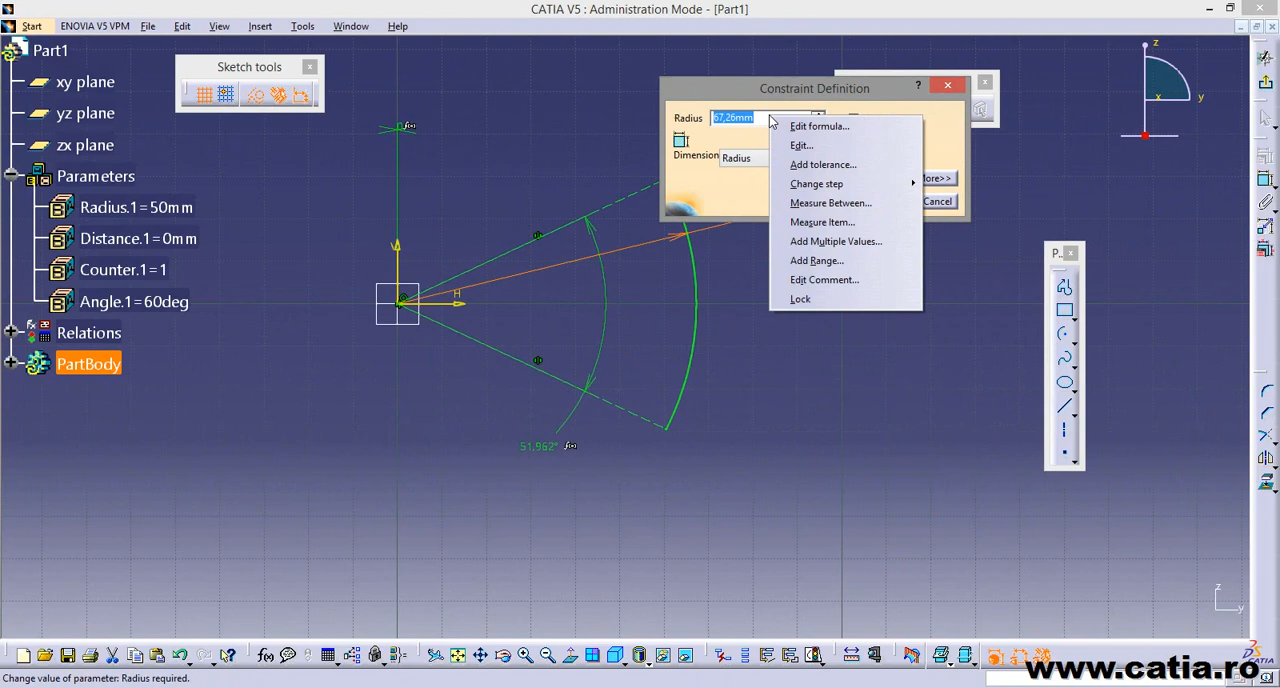 CATIA V5 : Administration Mode - [Part1]
Start ENOVIA V5 VPM File Edit View Insert Tools Window Help
Part1
xy plane
yz plane
zx plane
Parameters
Radius.1=50mm
Distance.1=0mm
Counter.1=1
Angle.1=60deg
Relations
PartBody
Sketch tools
Constraint Definition
Radius 67,26mm
Dimension Radius
More>>
Cancel
Edit formula...
Edit...
Add tolerance...
Change step
Measure Between...
Measure Item...
Add Multiple Values...
Add Range...
Edit Comment...
Lock
z
x
y
0
f(x)
V
H
51,962° f(x)
P..
z
y
f(x)
CATIA
www.catia.ro
Change value of parameter: Radius required.